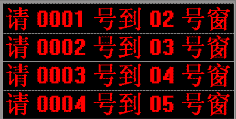 请 0001 号到 02 号窗
请 0002 号到 03 号窗
请 0003 号到 04 号窗
请 0004 号到 05 号窗